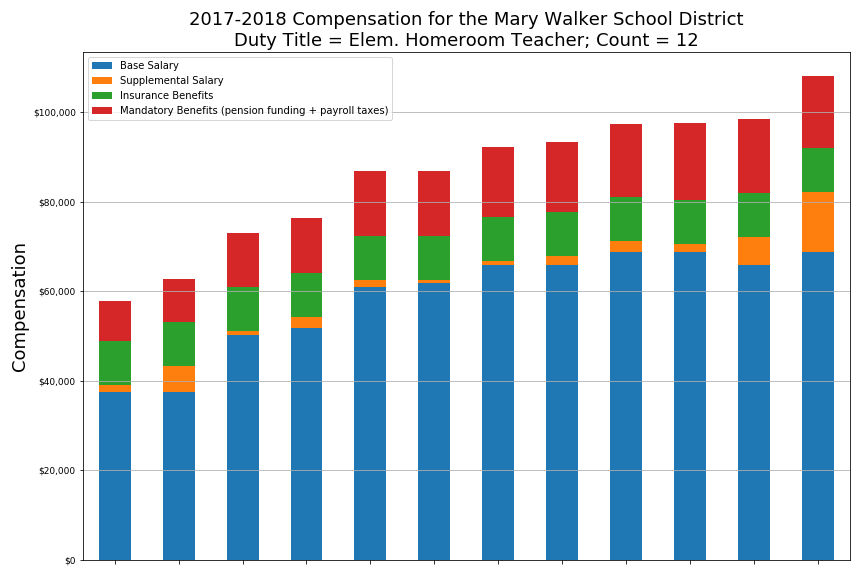 2017-2018 Compensation for the Mary Walker School District
Duty Title = Elem. Homeroom Teacher; Count = 12
Base Salary
Supplemental Salary
Insurance Benefits
Mandatory Benefits (pension funding + payroll taxes)
$100,000
$80,000
$60,000
$40,000
$20,000
$0
Compensation